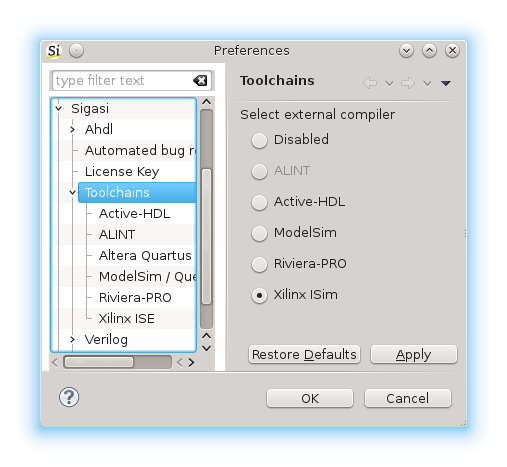 Si
Preferences
type filter text
Sigasi
Ahdl
Automated bug r
License Key
Toolchains
Active-HDL
ALINT
Altera Quartus
ModelSim / Que
Riviera-PRO
Xilinx ISE
Verilog
Toolchains
Select external compiler
Disabled
ALINT
Active-HDL
ModelSim
Riviera-PRO
Xilinx ISim
Restore Defaults
Apply
?
OK
Cancel